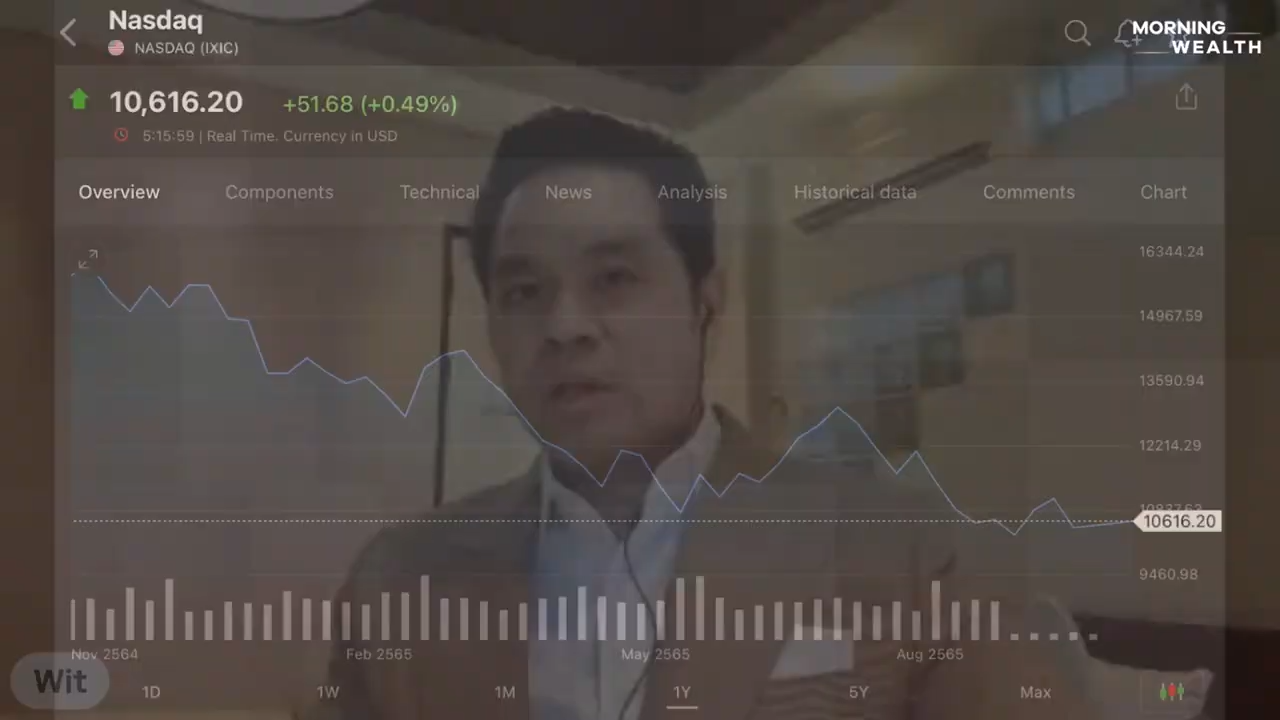 Nasdaq
NASDAQ (IXIC)
MORNING
WEALTH
10,616.20 +51.68 (+0.49%)
5:15:59 | Real Time. Currency in USD
Overview Components Technical News Analysis Historical data Comments Chart
16344.24
14967.59
13590.94
12214.29
10837.63
10616.20
9460.98
Nov 2564 Feb 2565 May 2565 Aug 2565
Wit
1D 1W 1M 1Y 5Y Max